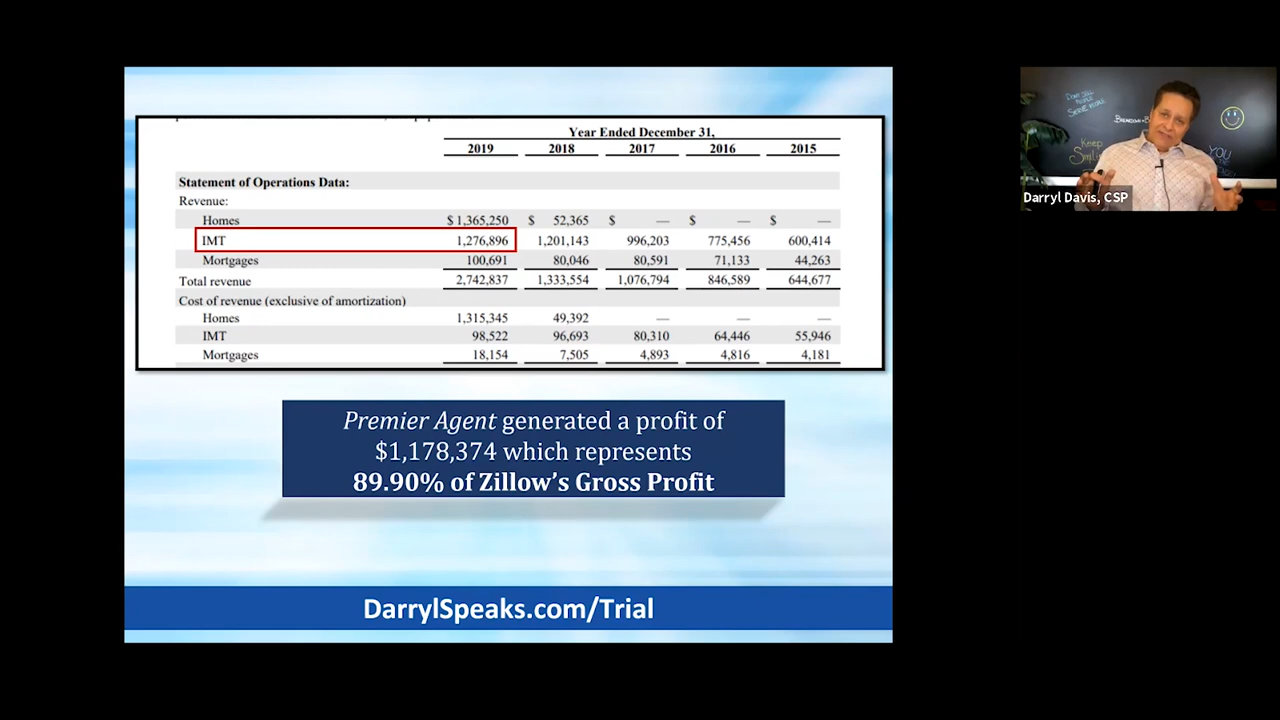 Year Ended December 31,
2019 2018 2017 2016 2015
Statement of Operations Data:
Revenue:
Homes $ 1,365,250 $ 52,365 $ — $ — $ —
IMT 1,276,896 1,201,143 996,203 775,456 600,414
Mortgages 100,691 80,046 80,591 71,133 44,263
Total revenue 2,742,837 1,333,554 1,076,794 846,589 644,677
Cost of revenue (exclusive of amortization)
Homes 1,315,345 49,392 — — —
IMT 98,522 96,693 80,310 64,446 55,946
Mortgages 18,154 7,505 4,893 4,816 4,181
Premier Agent generated a profit of
$1,178,374 which represents
89.90% of Zillow's Gross Profit
DarrylSpeaks.com/Trial
Keep
YOU
Darryl Davis, CSP